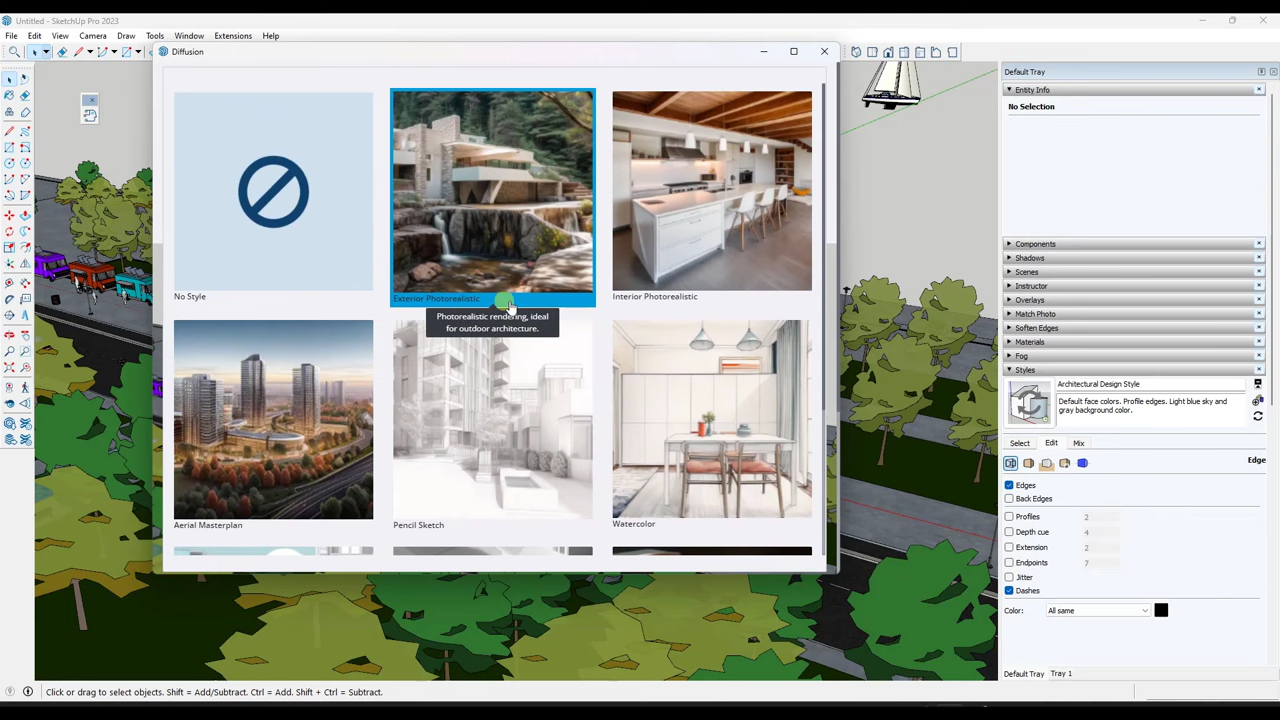 Untitled - SketchUp Pro 2023
File Edit View Camera Draw Tools Window Extensions Help
Diffusion
No Style
Exterior Photorealistic
Interior Photorealistic
Photorealistic rendering, ideal
for outdoor architecture.
Aerial Masterplan
Pencil Sketch
Watercolor
Default Tray
Entity Info
No Selection
Components
Shadows
Scenes
Instructor
Overlays
Match Photo
Soften Edges
Materials
Fog
Styles
Architectural Design Style
Default face colors. Profile edges. Light blue sky and
gray background color.
Select Edit Mix
Edge
Edges
Back Edges
Profiles 2
Depth cue 4
Extension 2
Endpoints 7
Jitter
Dashes
Color: All same
Default Tray Tray 1
Click or drag to select objects. Shift = Add/Subtract. Ctrl = Add. Shift + Ctrl = Subtract.